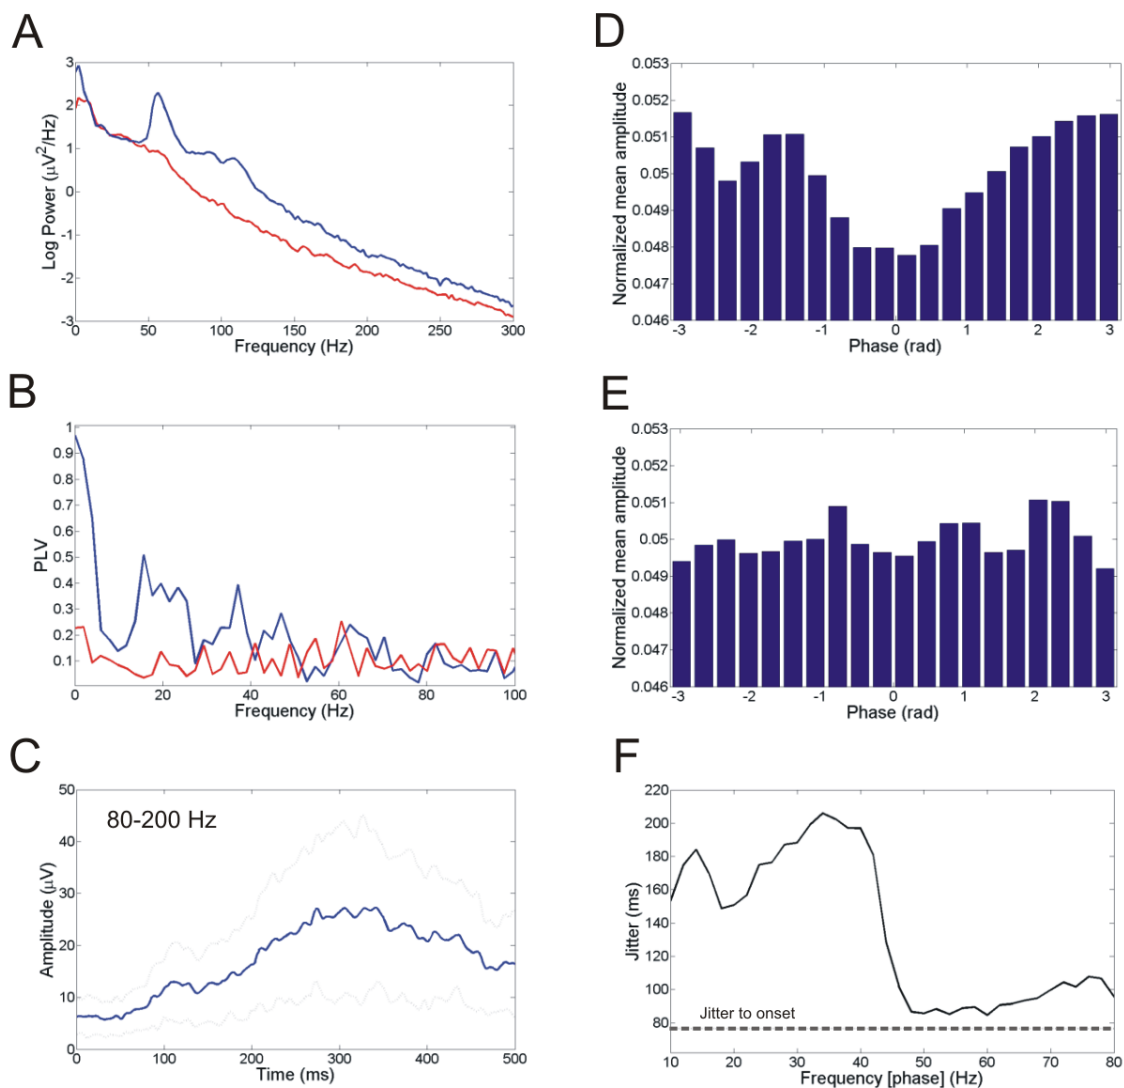 A
3
2
1
0
-1
-2
-3
Log Power (µV²/Hz)
0 50 100 150 200 250 300
Frequency (Hz)
B
1
0.9
0.8
0.7
0.6
0.5
0.4
0.3
0.2
0.1
PLV
0 20 40 60 80 100
Frequency (Hz)
C
80-200 Hz
50
40
30
20
10
0
Amplitude (µV)
0 100 200 300 400 500
Time (ms)
D
0.053
0.052
0.051
0.05
0.049
0.048
0.047
0.046
Normalized mean amplitude
-3 -2 -1 0 1 2 3
Phase (rad)
E
0.053
0.052
0.051
0.05
0.049
0.048
0.047
0.046
Normalized mean amplitude
-3 -2 -1 0 1 2 3
Phase (rad)
F
220
200
180
160
140
120
100
80
60
Jitter (ms)
Jitter to onset
10 20 30 40 50 60 70 80
Frequency [phase] (Hz)